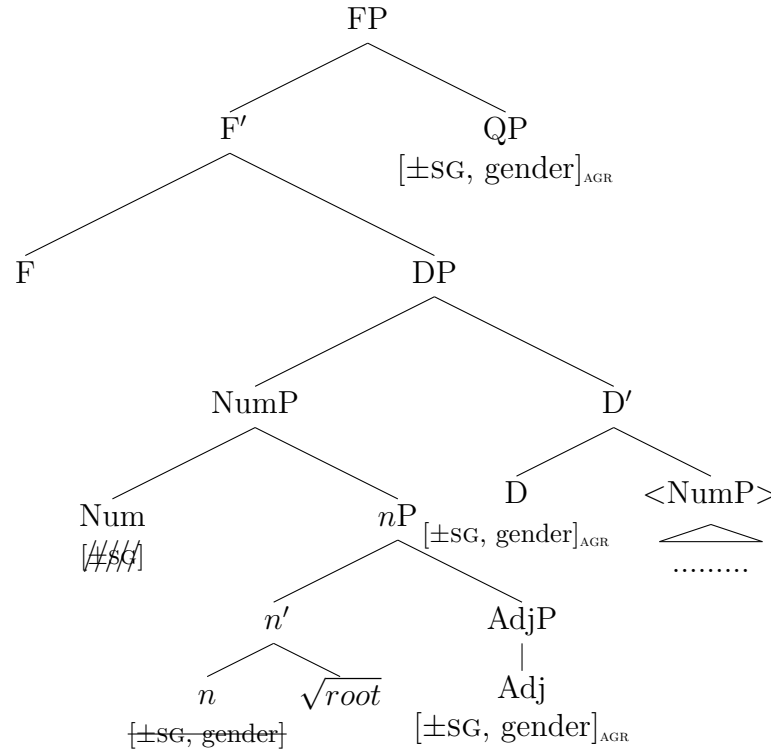 FP
F′ QP
[±SG, gender]AGR
F DP
NumP D′
Num nP D <NumP>
[±SG] [±SG, gender]AGR
.........
n′ AdjP
n √root Adj
[±SG, gender] [±SG, gender]AGR